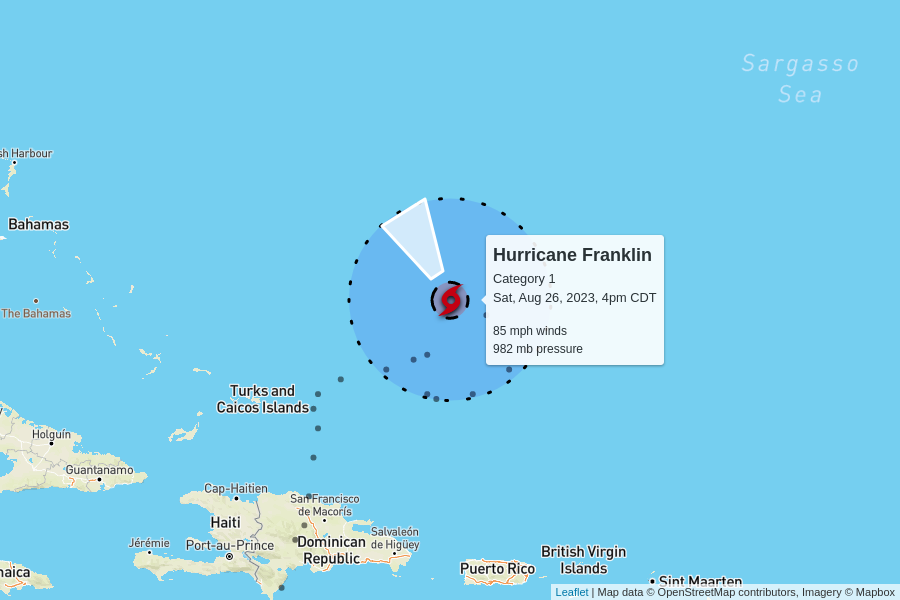 Sargasso
Sea
sh Harbour
Bahamas
The Bahamas
Hurricane Franklin
Category 1
Sat, Aug 26, 2023, 4pm CDT
85 mph winds
982 mb pressure
Turks and
Caicos Islands
Holguín
Guantanamo
Cap-Haitien
San Francisco
de Macorís
Haiti
Jérémie
Port-au-Prince
Dominican
Republic
Salvaleón
de Higüey
Puerto Rico
British Virgin
Islands
Sint Maarten
naica
Leaflet | Map data © OpenStreetMap contributors, Imagery © Mapbox